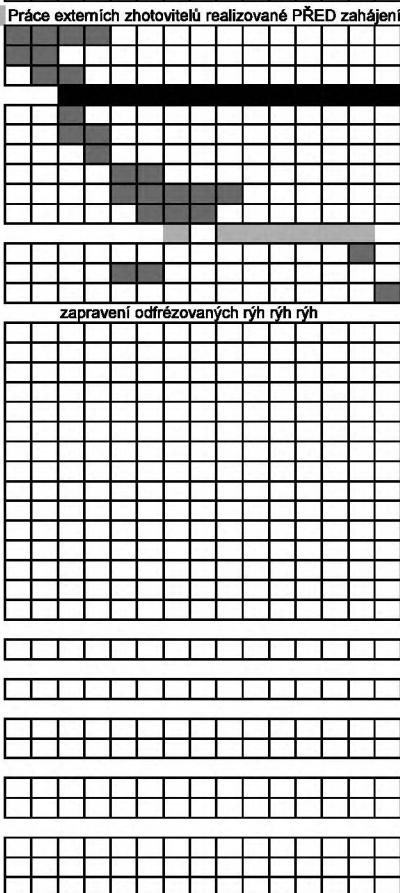 Práce externích zhotovitelů realizované PŘED zahájení
zapravení odfrézovaných rýh rýh rýh